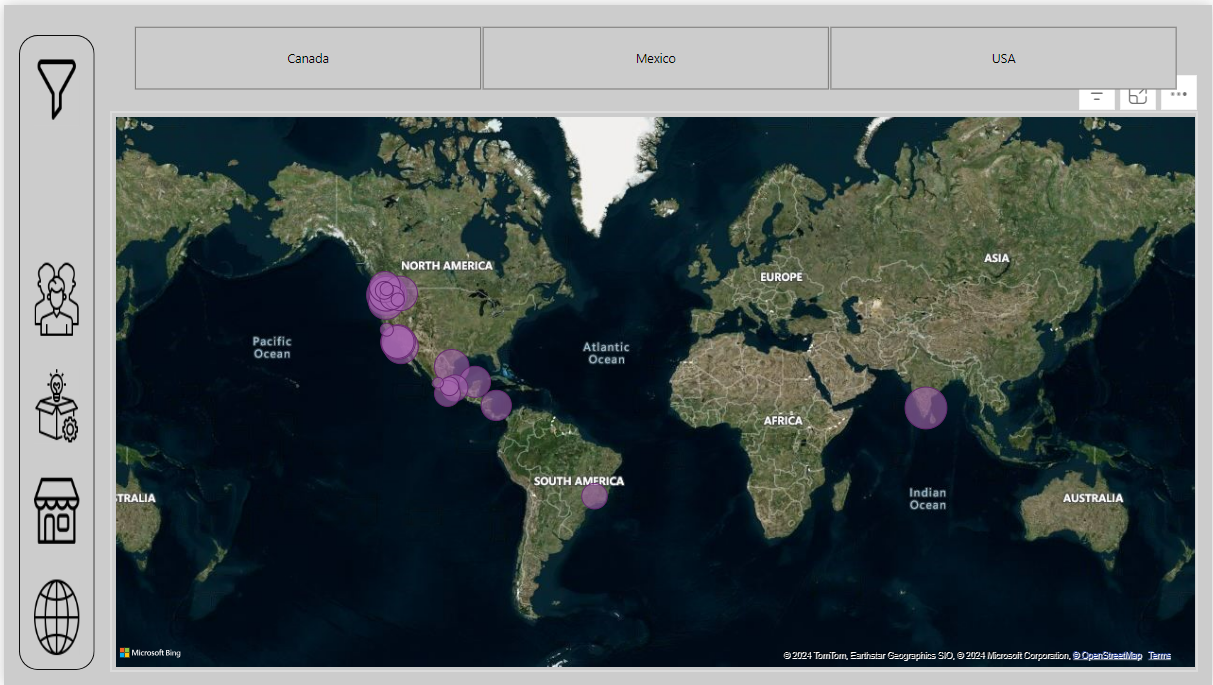 Canada
Mexico
USA
NORTH AMERICA
EUROPE
ASIA
Pacific
Ocean
Atlantic
Ocean
AFRICA
SOUTH AMERICA
Indian
Ocean
STRALIA
AUSTRALIA
Microsoft Bing
© 2024 TomTom, Earthstar Geographics SIO, © 2024 Microsoft Corporation, © OpenStreetMap Terms